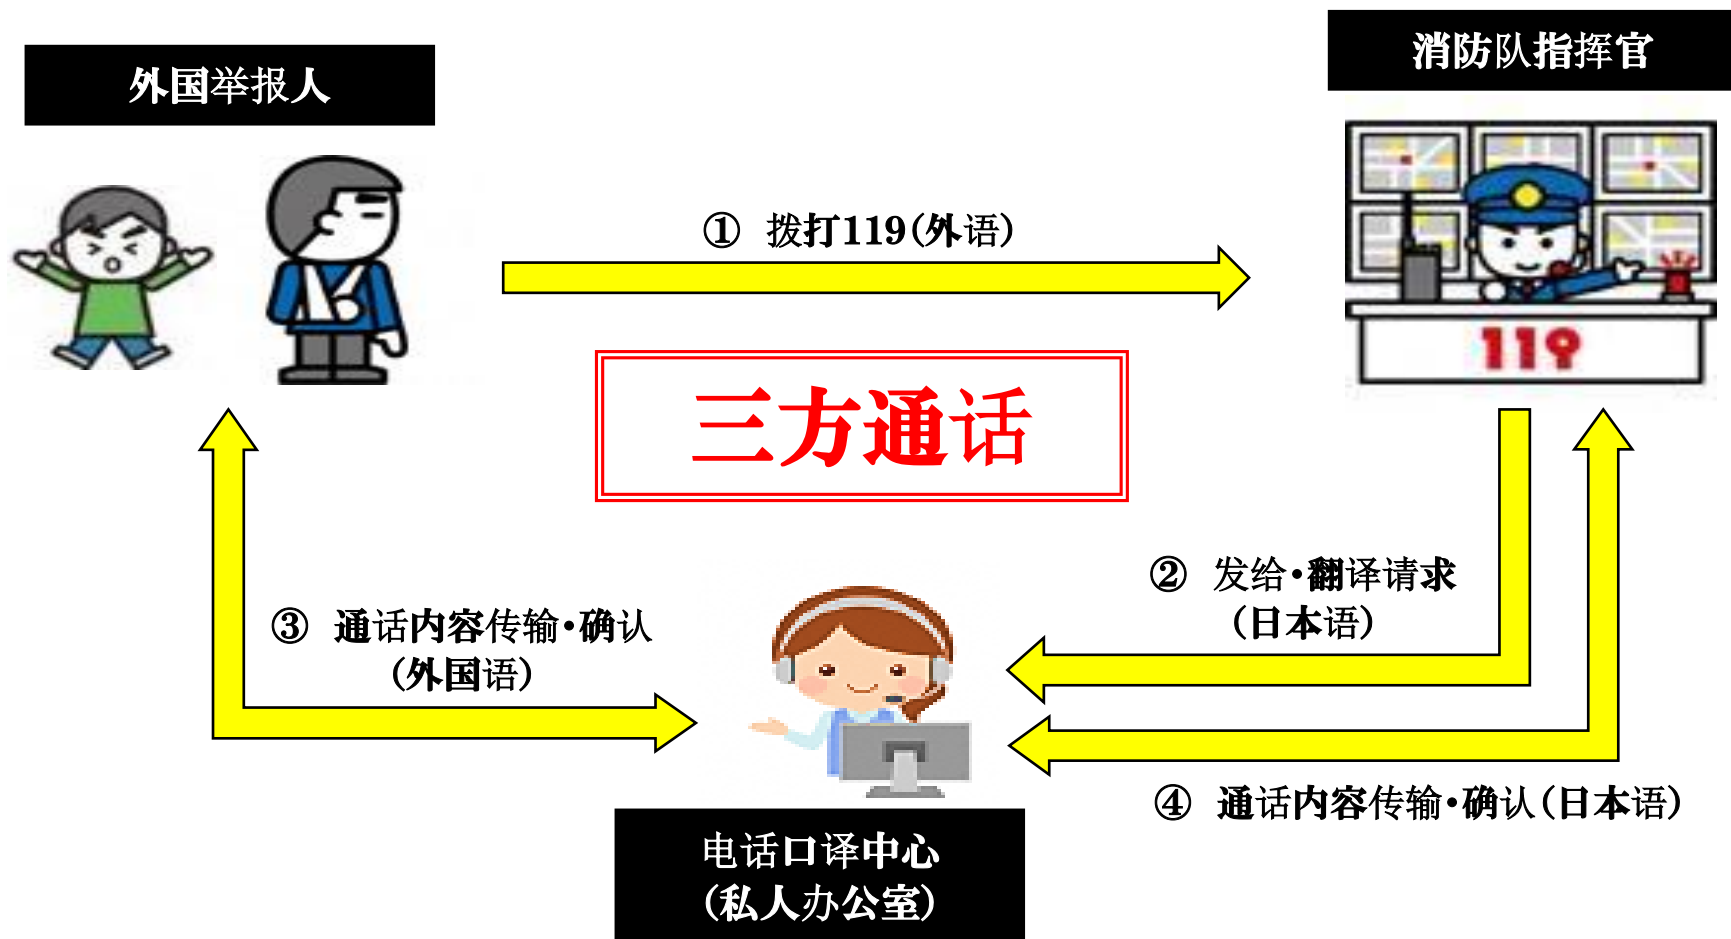 外国举报人
消防队指挥官
① 拨打119(外语)
119
三方通话
② 发给•翻译请求
(日本语)
③ 通话内容传输•确认
(外国语)
④ 通话内容传输•确认(日本语)
电话口译中心
(私人办公室)